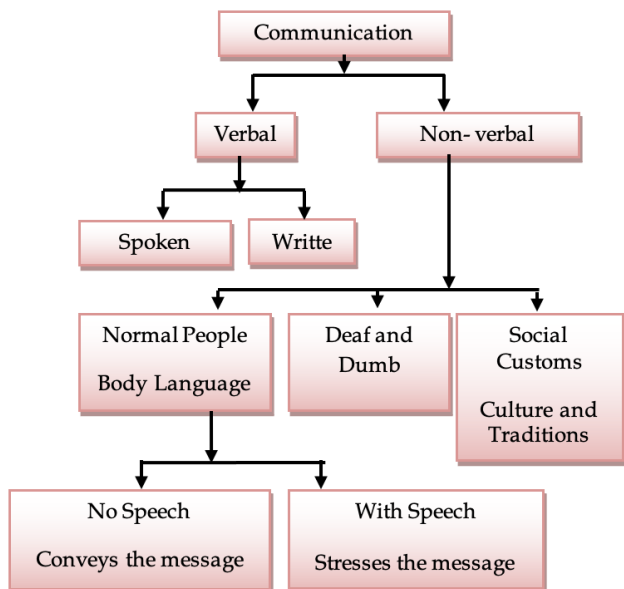 Communication
Verbal
Non- verbal
Spoken
Writte
Normal People
Body Language
Deaf and
Dumb
Social
Customs
Culture and
Traditions
No Speech
Conveys the message
With Speech
Stresses the message